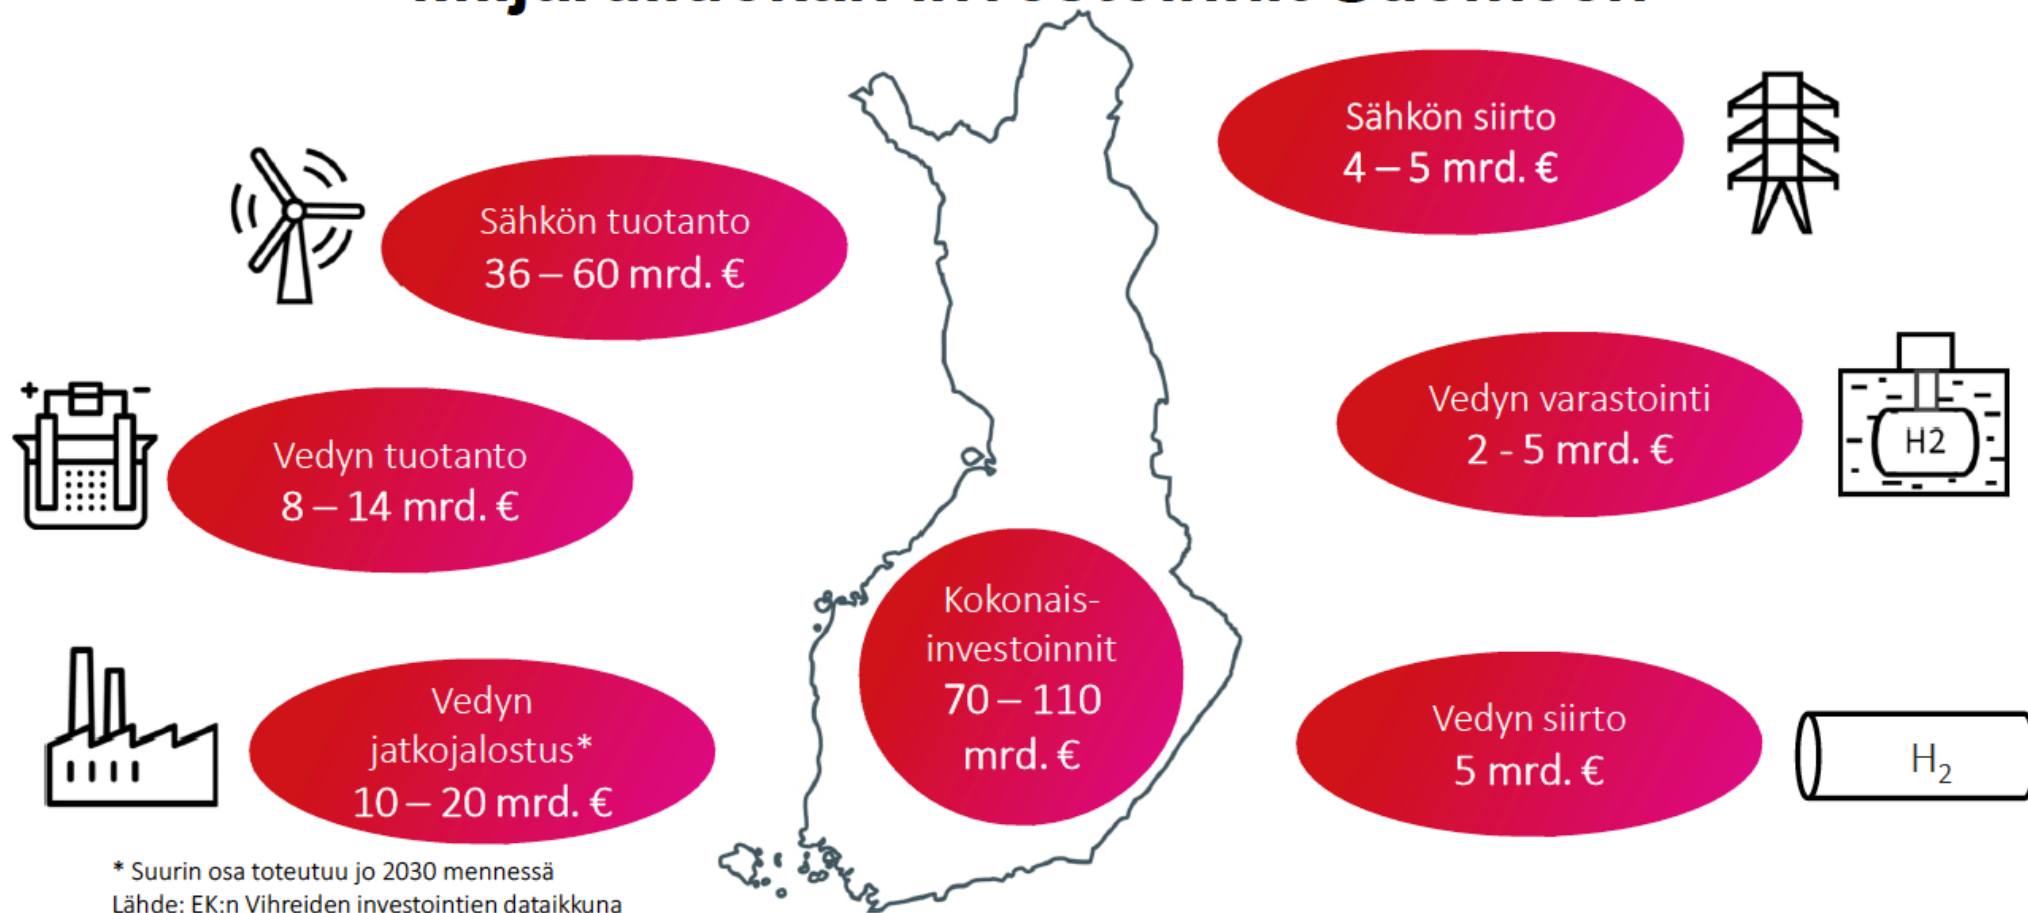 Sähkön siirto
4 – 5 mrd. €
Sähkön tuotanto
36 – 60 mrd. €
Vedyn varastointi
2 - 5 mrd. €
H2
+ -
Vedyn tuotanto
8 – 14 mrd. €
Kokonais-
investoinnit
70 – 110
mrd. €
Vedyn
jatkojalostus*
10 – 20 mrd. €
Vedyn siirto
5 mrd. €
H₂
* Suurin osa toteutuu jo 2030 mennessä
Lähde: EK:n Vihreiden investointien dataikkuna